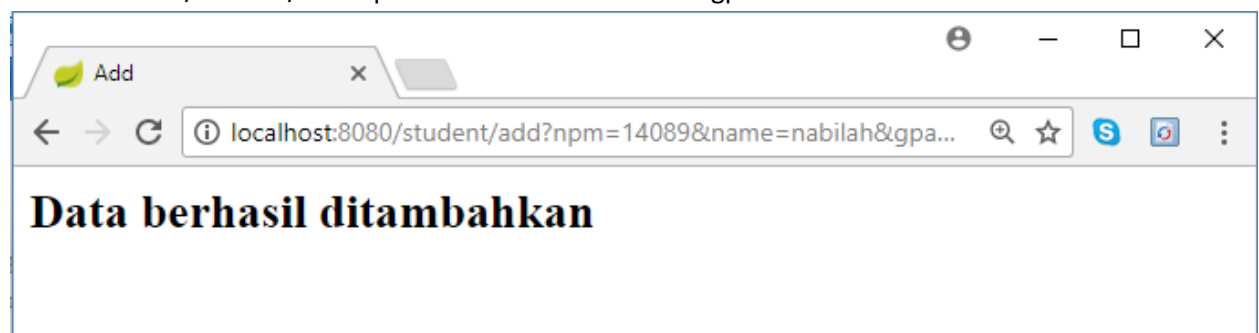 Add
localhost:8080/student/add?npm=14089&name=nabilah&gpa...
Data berhasil ditambahkan